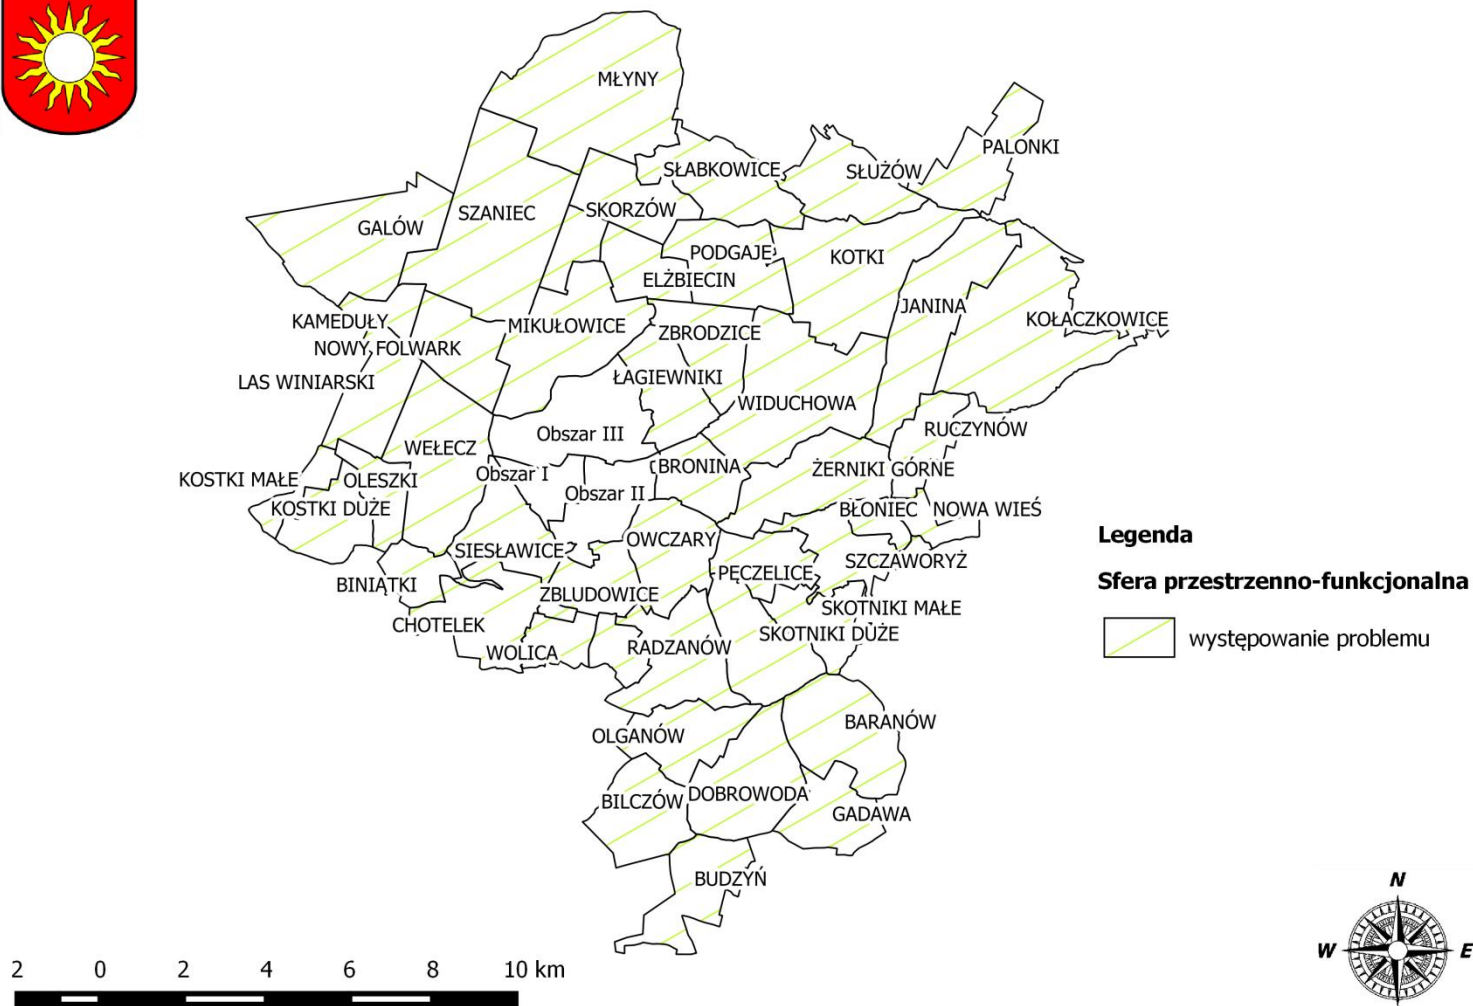 MŁYNY
PALONKI
SŁABKOWICE
SŁUŻÓW
SZANIEC
SKORZÓW
GALÓW
PODGAJE
KOTKI
ELŻBIECIN
JANINA
KAMEDUŁY
MIKUŁOWICE
ZBRODZICE
KOŁACZKOWICE
NOWY FOLWARK
LAS WINIARSKI
ŁAGIEWNIKI
WIDUCHOWA
RUCZYNÓW
Obszar III
WEŁECZ
BRONINA
ŻERNIKI GÓRNE
KOSTKI MAŁE
OLESZKI
Obszar I
Obszar II
KOSTKI DUŻE
BŁONIEC
NOWA WIEŚ
OWCZARY
SIESŁAWICE
SZCZAWORYŻ
PĘCZELICE
BINIĄTKI
ZBLUDOWICE
SKOTNIKI MAŁE
CHOTELEK
SKOTNIKI DUŻE
WOLICA
RADZANÓW
BARANÓW
OLGANÓW
BILCZÓW
DOBROWODA
GADAWA
BUDZYŃ
Legenda
Sfera przestrzenno-funkcjonalna
występowanie problemu
N
W
E
2 0 2 4 6 8 10 km